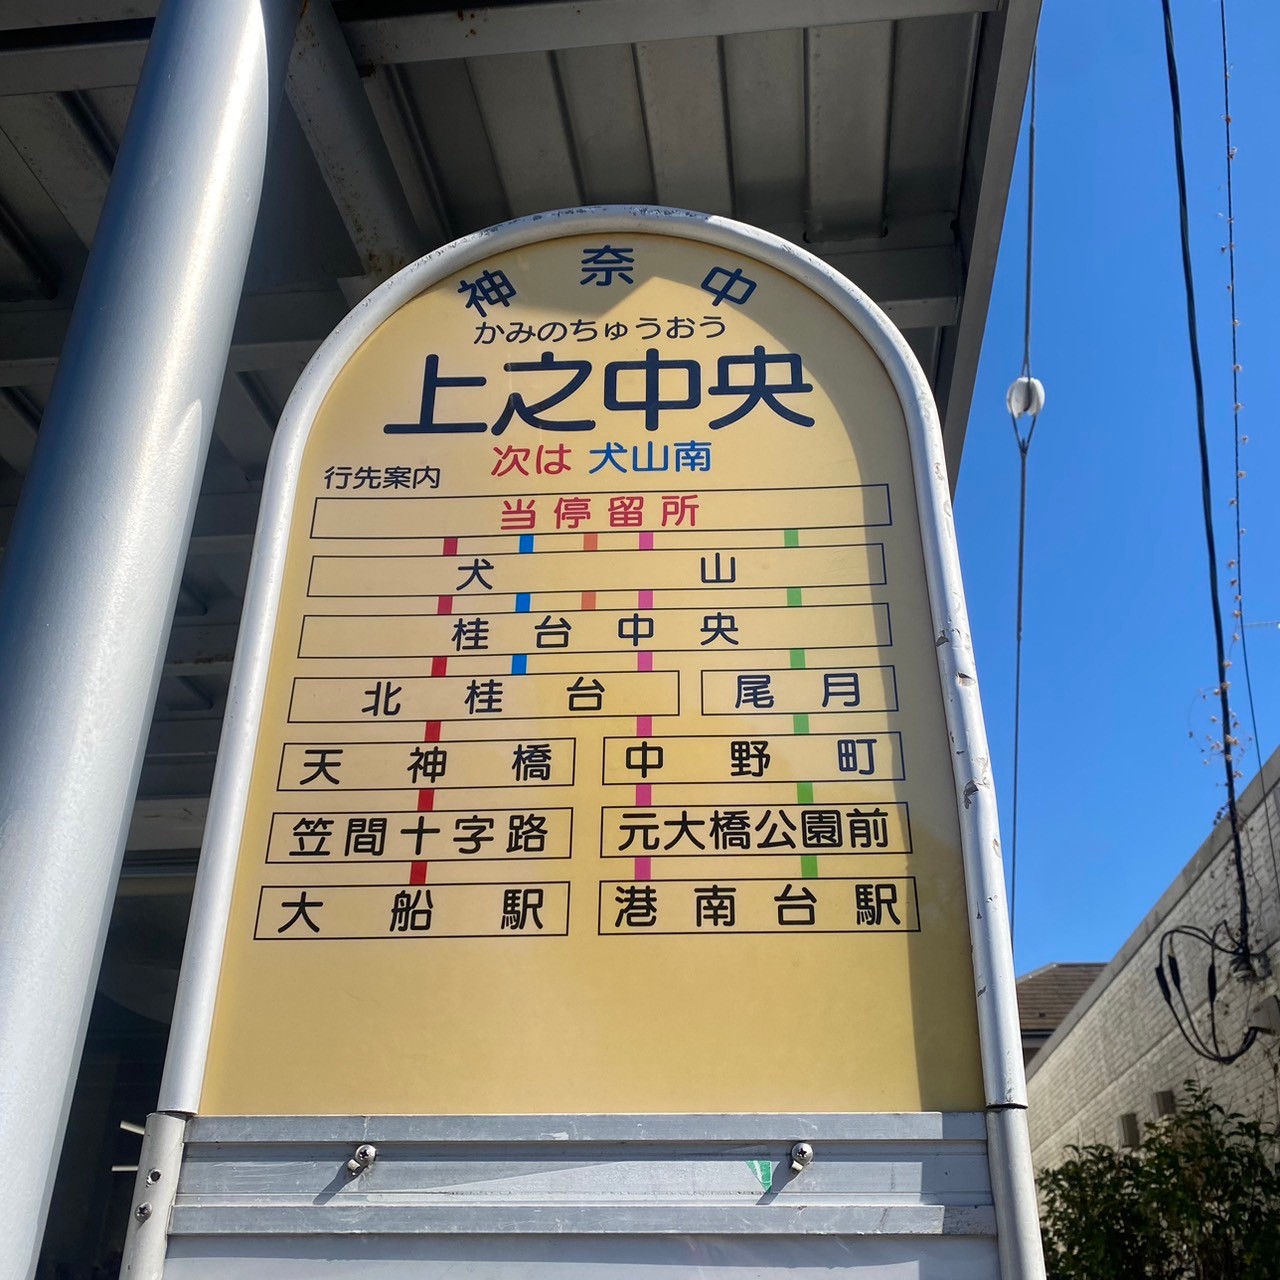 神奈中
かみのちゅうおう
上之中央
次は 犬山南
行先案内
当停留所
犬山
桂台中央
北桂台 尾月
天神橋 中野町
笠間十字路 元大橋公園前
大船駅 港南台駅